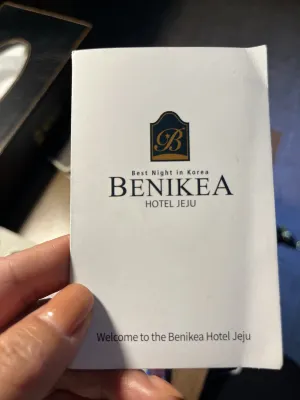 B
Best Night in Korea
BENIKEA
HOTEL JEJU
Welcome to the Benikea Hotel Jeju